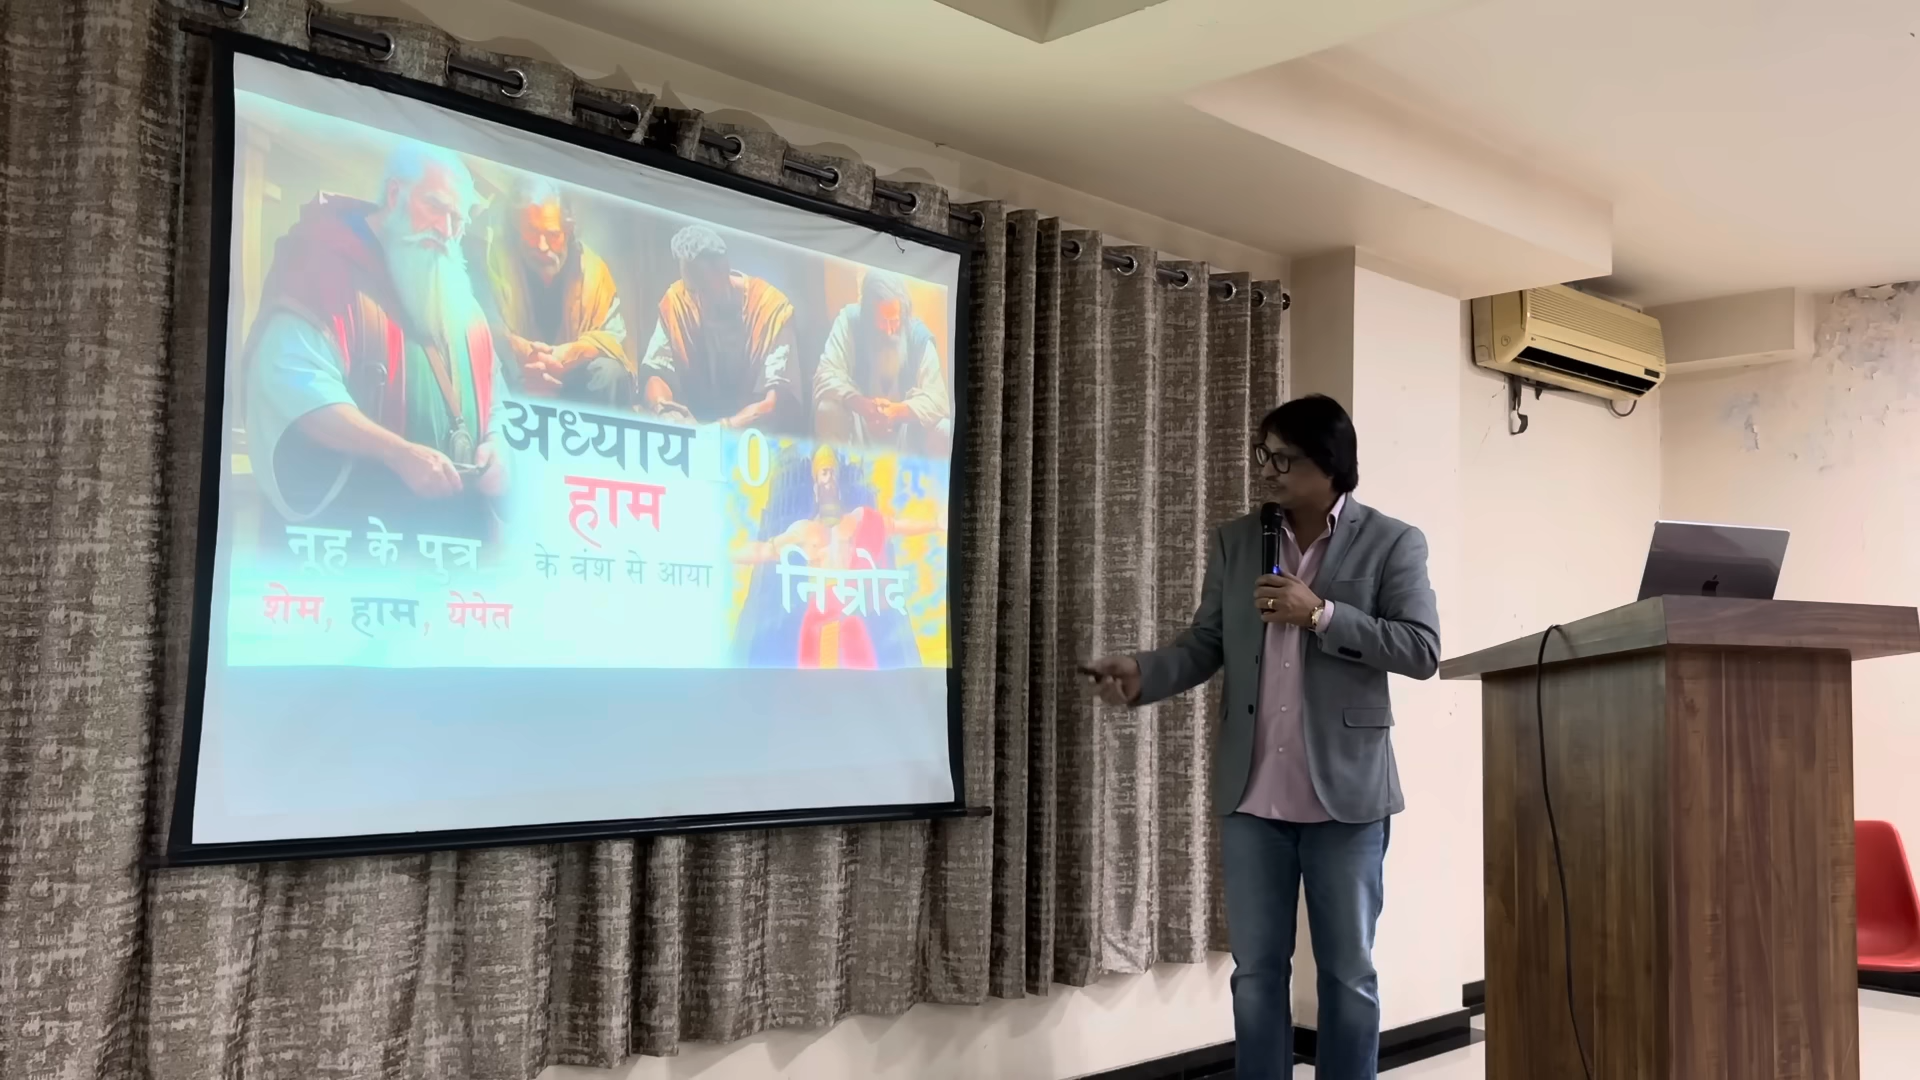 अध्याय 10
हाम
के वंश से आया
नूह के पुत्र
शेम, हाम, येपेत
निम्रोद